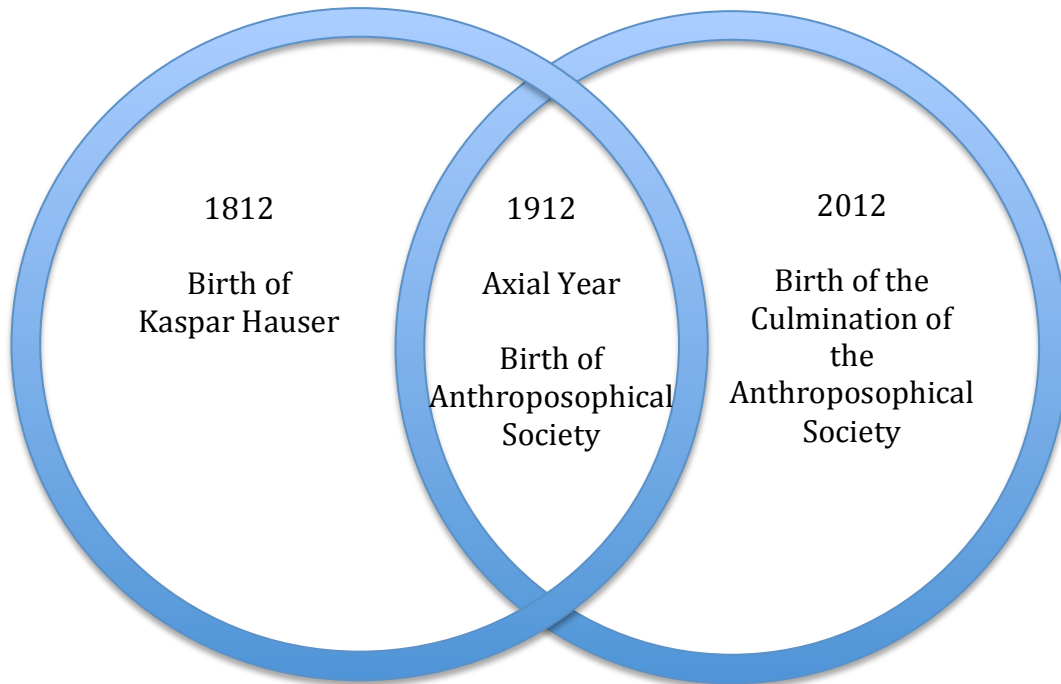 1812
Birth of
Kaspar Hauser
1912
Axial Year
Birth of
Anthroposophical
Society
2012
Birth of the
Culmination of
the
Anthroposophical
Society